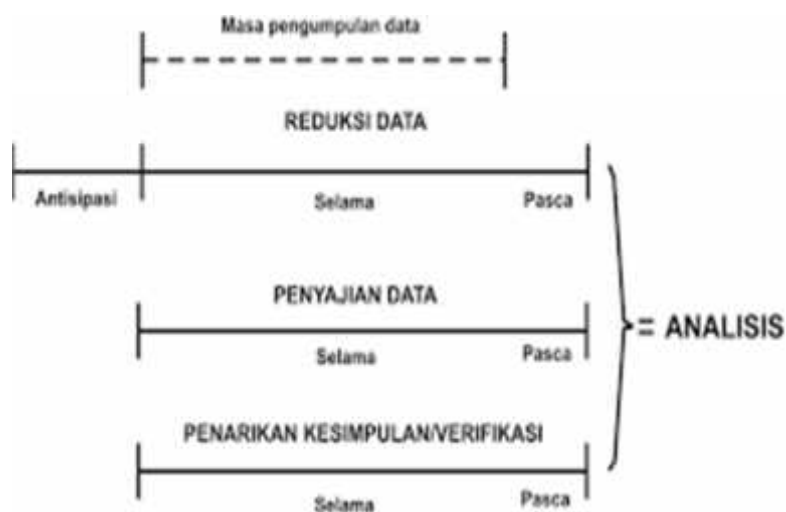 Masa pengumpulan data
REDUKSI DATA
Antisipasi Selama Pasca
PENYAJIAN DATA
= ANALISIS
Selama Pasca
PENARIKAN KESIMPULAN/VERIFIKASI
Selama Pasca